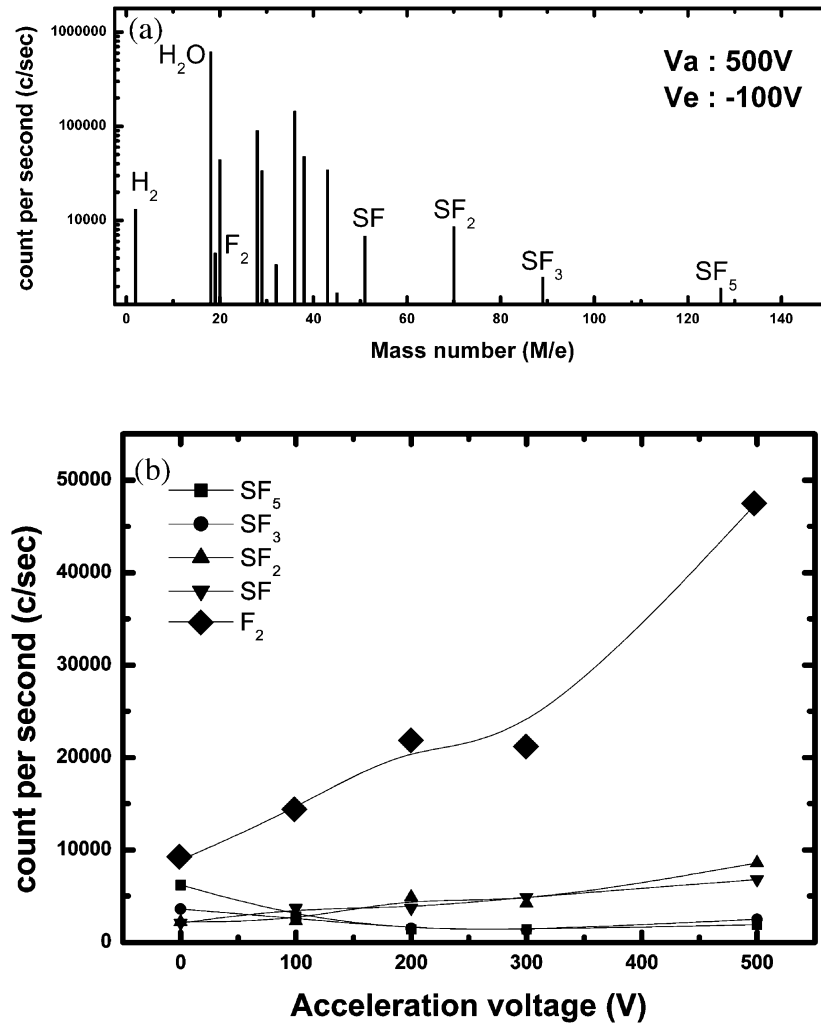 (a)
1000000
100000
10000
count per second (c/sec)
H₂
H₂O
F₂
SF
SF₂
SF₃
SF₅
Va : 500V
Ve : -100V
0 20 40 60 80 100 120 140
Mass number (M/e)
(b)
SF₅
SF₃
SF₂
SF
F₂
50000
40000
30000
20000
10000
0
count per second (c/sec)
0 100 200 300 400 500
Acceleration voltage (V)